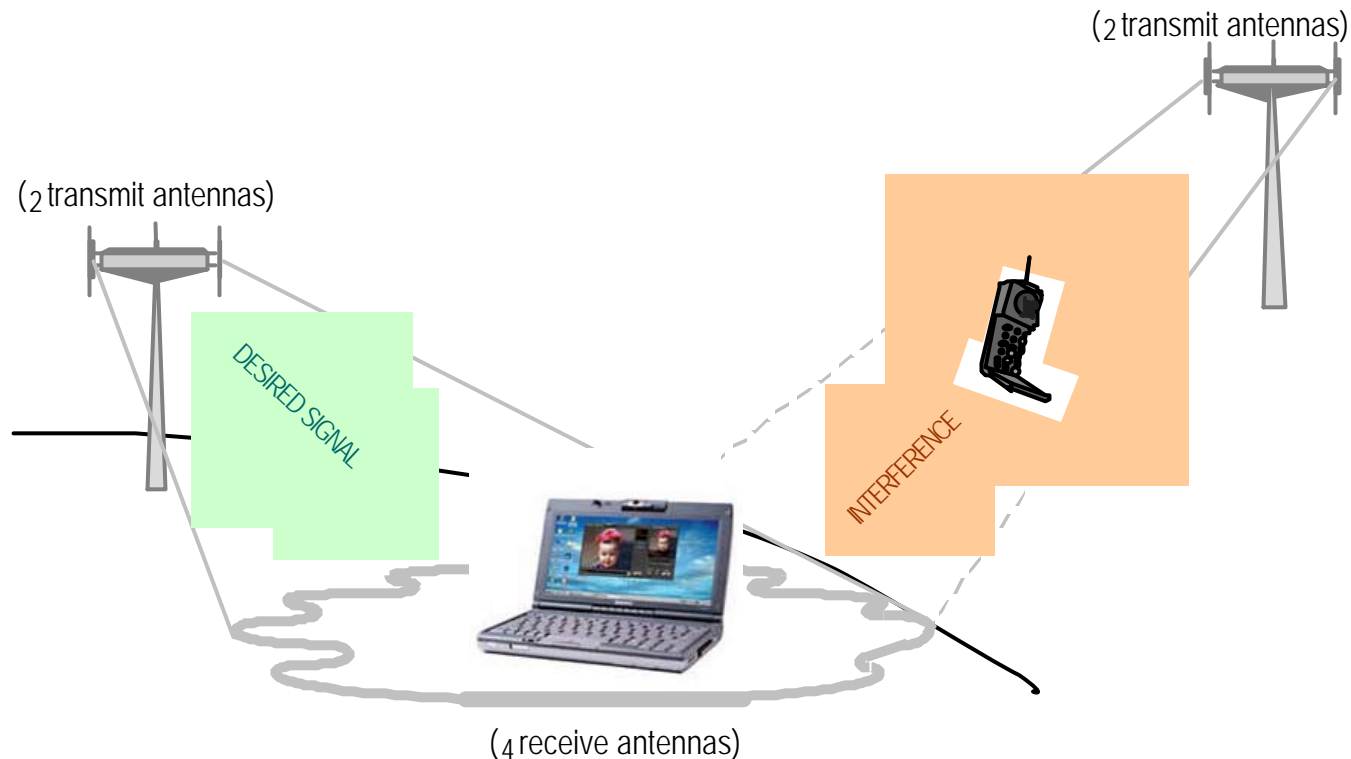 (2 transmit antennas)
(2 transmit antennas)
DESIRED SIGNAL
INTERFERENCE
(4 receive antennas)